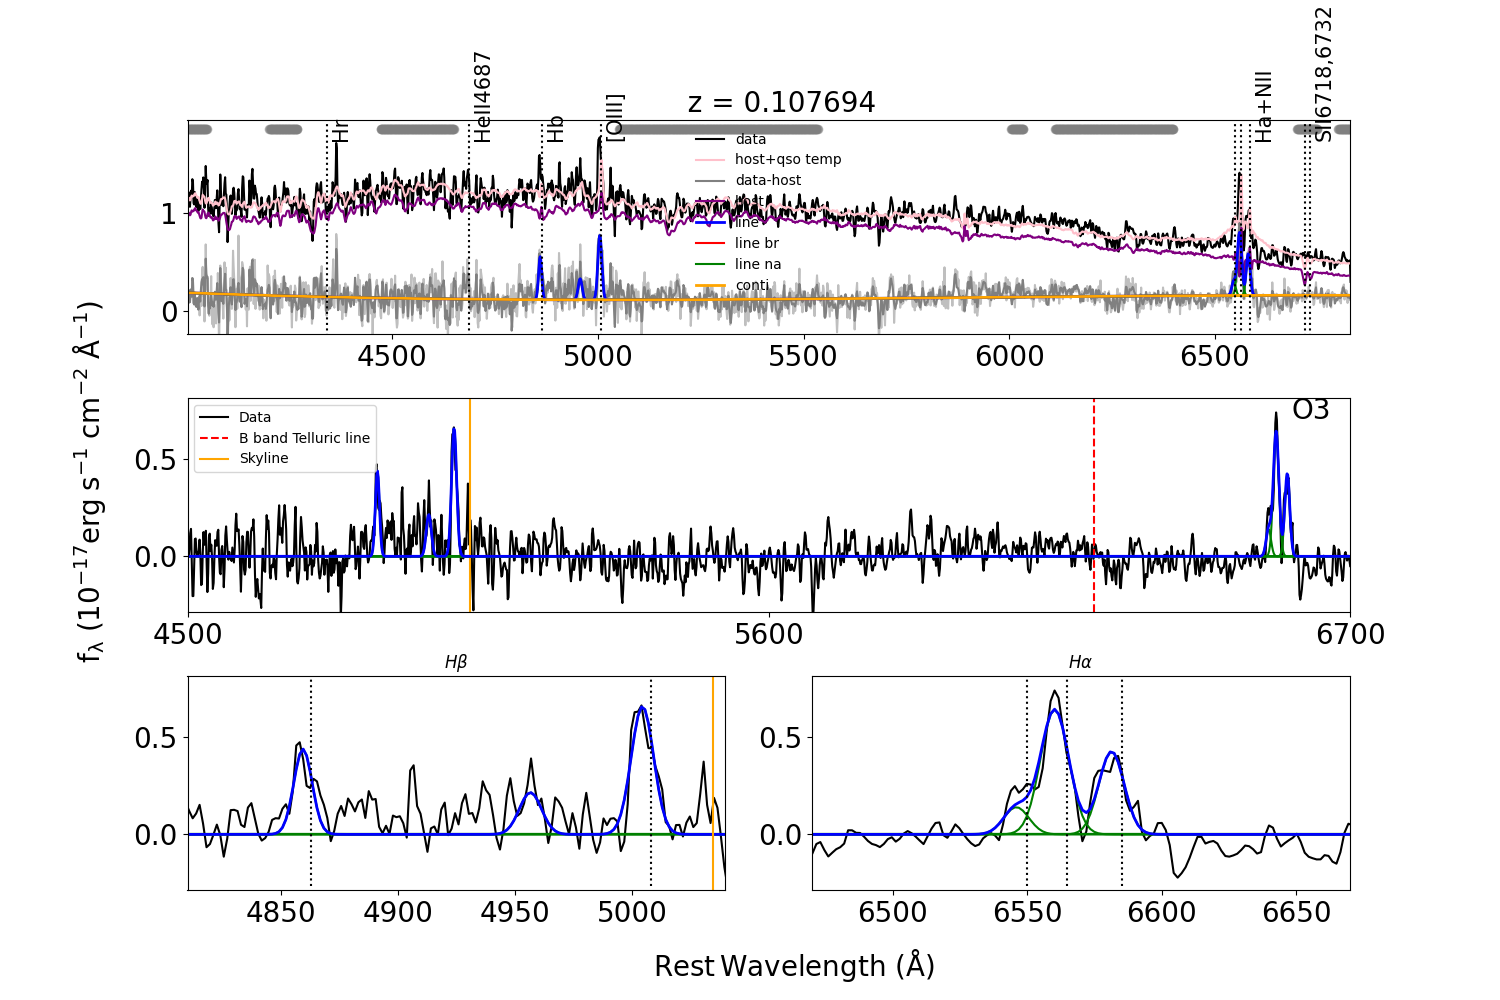 z = 0.107694
Hr
HeII4687
Hb
[OIII]
Ha+NII
SII6718,6732
data
host+qso temp
data-host
host
line
line br
line na
conti
1
0
4500 5000 5500 6000 6500
fλ (10⁻¹⁷erg s⁻¹ cm⁻² Å⁻¹)
Data
B band Telluric line
Skyline
O3
0.5
0.0
4500 5600 6700
Hβ
0.5
0.0
4850 4900 4950 5000
Hα
0.5
0.0
6500 6550 6600 6650
Rest Wavelength (Å)